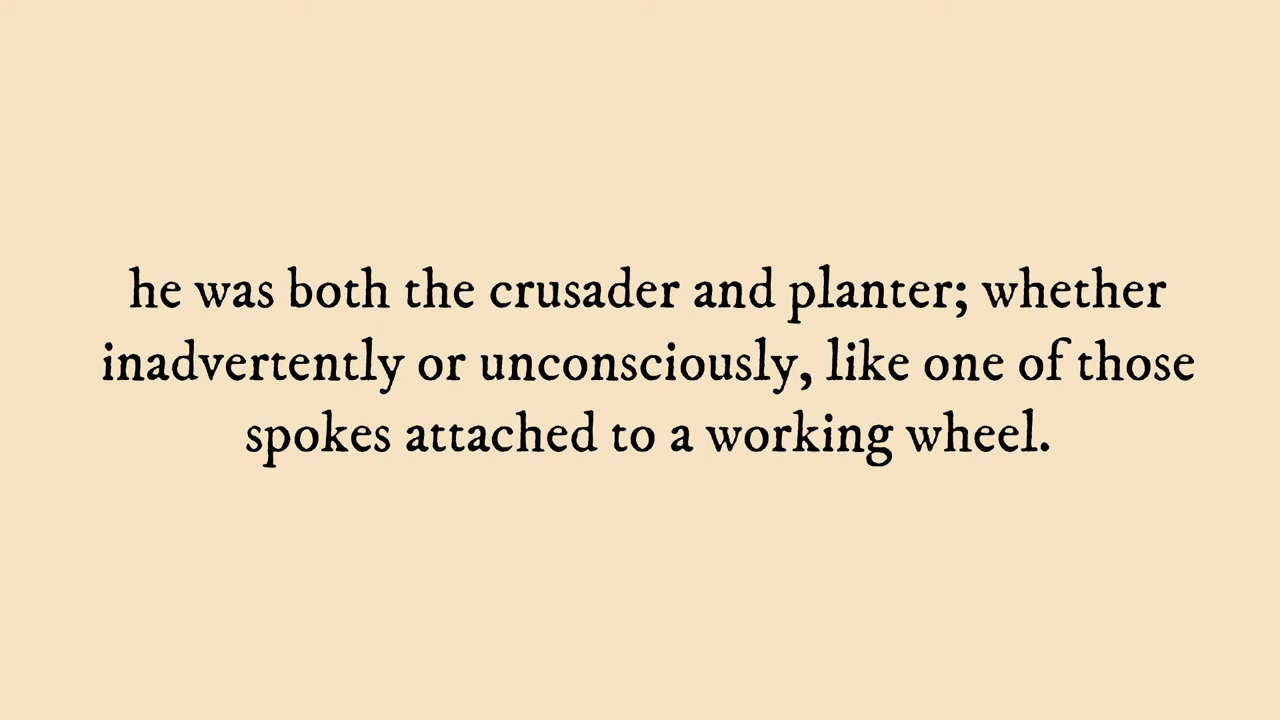 he was both the crusader and planter; whether
inadvertently or unconsciously, like one of those
spokes attached to a working wheel.